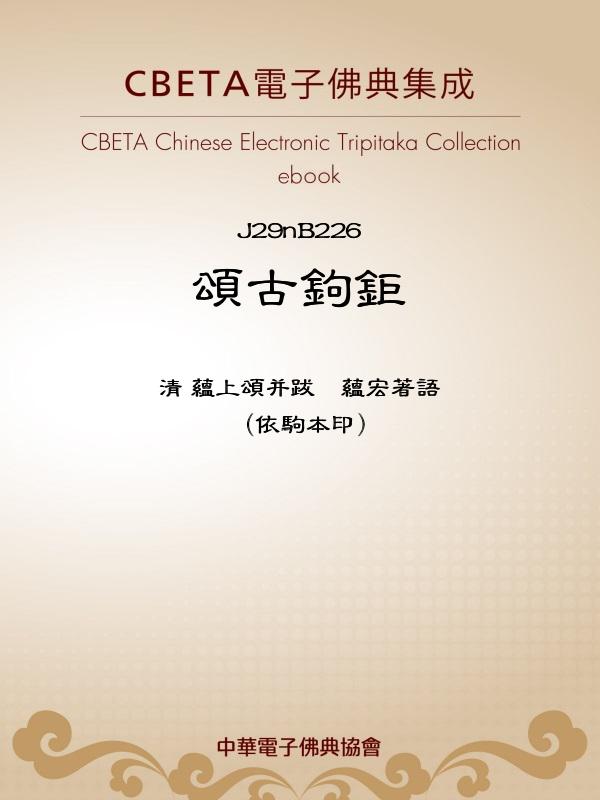 CBETA電子佛典集成
CBETA Chinese Electronic Tripitaka Collection
ebook
J29nB226
頌古鉤鉅
清 蘊上頌并跋　蘊宏著語
(依駒本印)
中華電子佛典協會